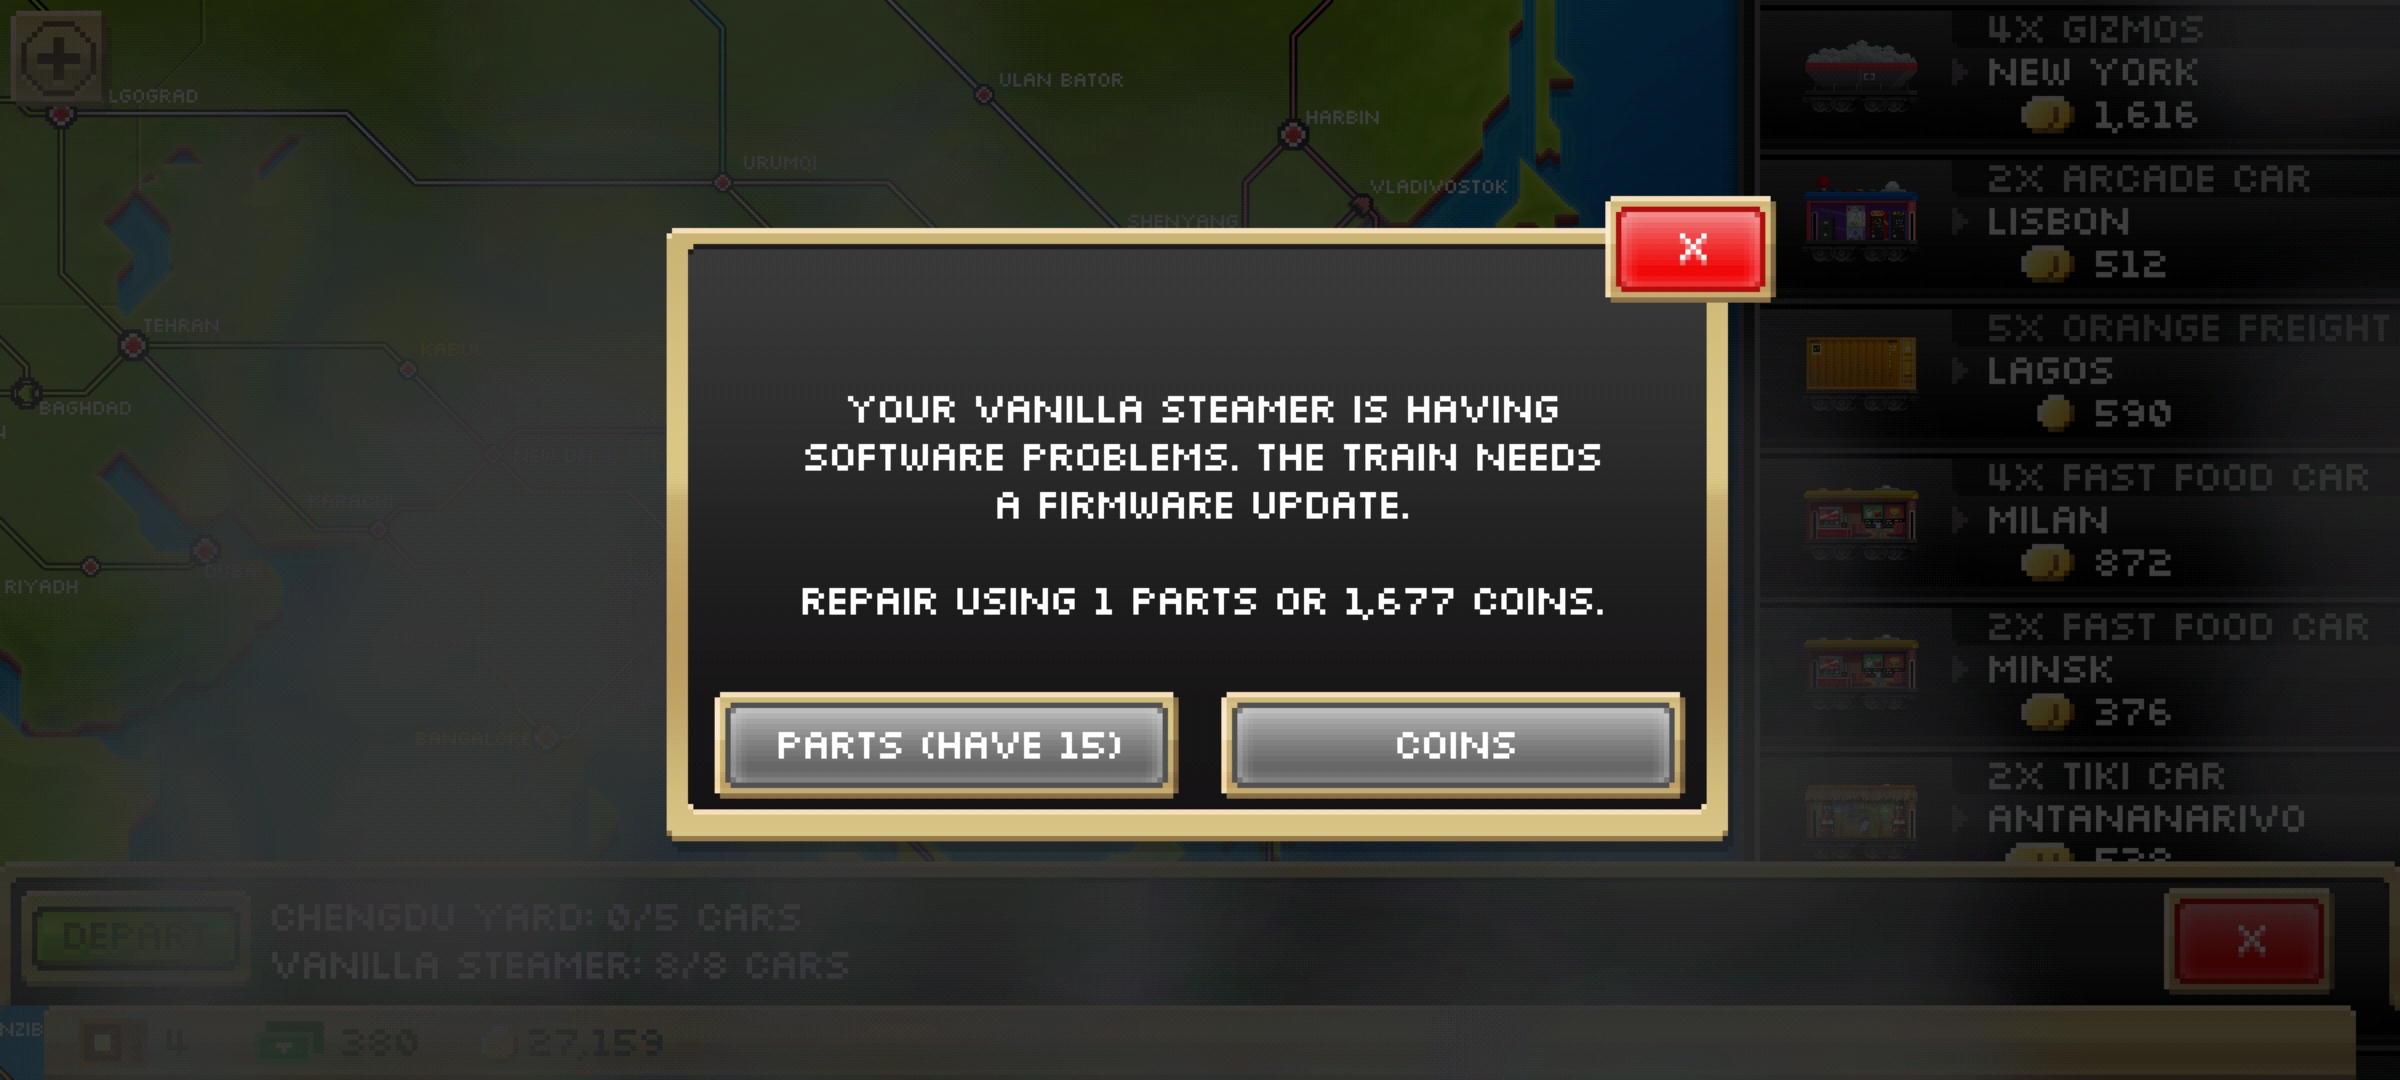 LGOGRAD
ULAN BATOR
HARBIN
URUMQI
VLADIVOSTOK
SHENYANG
TEHRAN
KABUL
BAGHDAD
KARACHI
NEW DELHI
RIYADH
DUBAI
BANGALORE
NZIB
X
YOUR VANILLA STEAMER IS HAVING
SOFTWARE PROBLEMS. THE TRAIN NEEDS
A FIRMWARE UPDATE.
REPAIR USING 1 PARTS OR 1,677 COINS.
PARTS (HAVE 15)
COINS
4X GIZMOS
NEW YORK
1,616
2X ARCADE CAR
LISBON
512
5X ORANGE FREIGHT
LAGOS
590
4X FAST FOOD CAR
MILAN
872
2X FAST FOOD CAR
MINSK
376
2X TIKI CAR
ANTANANARIVO
DEPART
CHENGDU YARD: 0/5 CARS
VANILLA STEAMER: 8/8 CARS
X
4
380
27,159